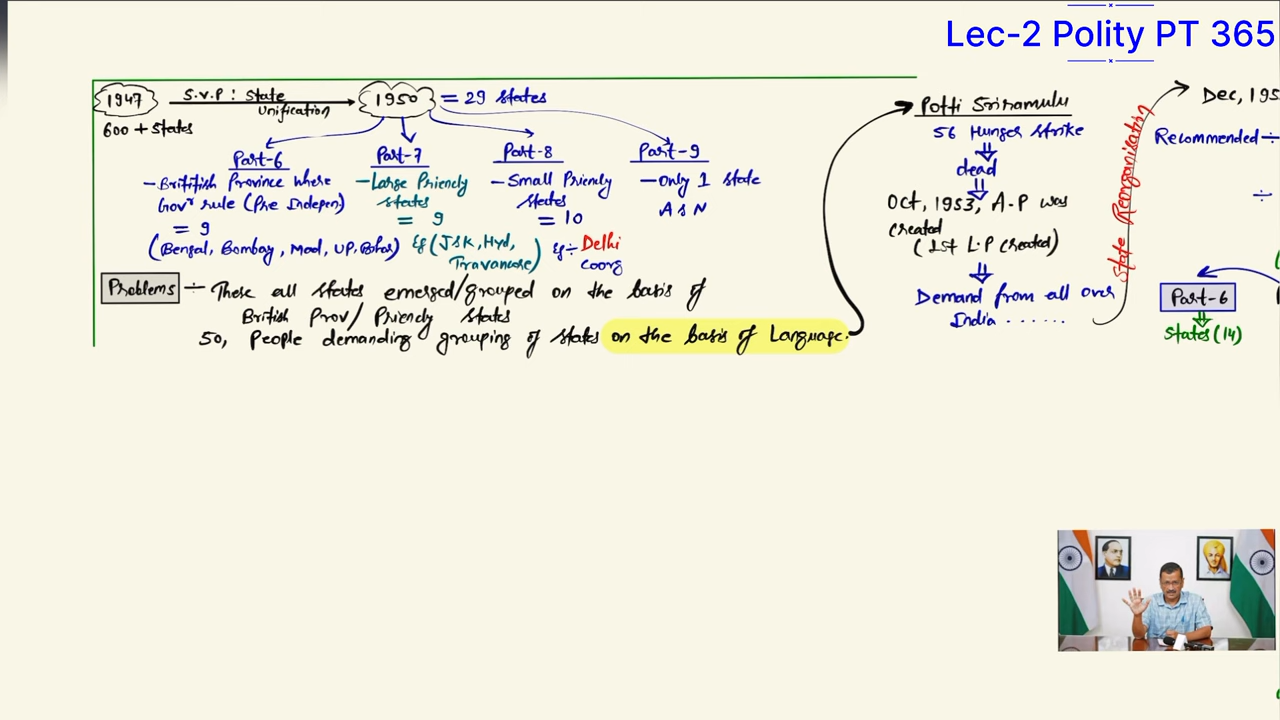 Lec-2 Polity PT 365
1947 S.V.P : State Unification 1950 = 29 States
600 + States
Part-6
- Britifish Province where
Gov^r rule (Pre Indepen)
= 9
(Bengal, Bombay, Mad, UP, Bihar)
Part-7
- Large Priendy
States
= 9
Eg (J&K, Hyd,
Travancore)
Part-8
- Small Priendy
States
= 10
Eg ÷ Delhi
Coorg
Part-9
- Only 1 State
A & N
Problems ÷ These all States emerged/grouped on the basis of
British Prov/ Priendy States
So, People demanding grouping of States on the basis of Language.
Potti Sriramulu
56 Hunger Strike
dead
Oct, 1953, A.P was
created
(1st L.P created)
Demand from all over
India ......
State Reorganisation
Dec, 195
Recommended ÷
÷
Part-6
States (14)